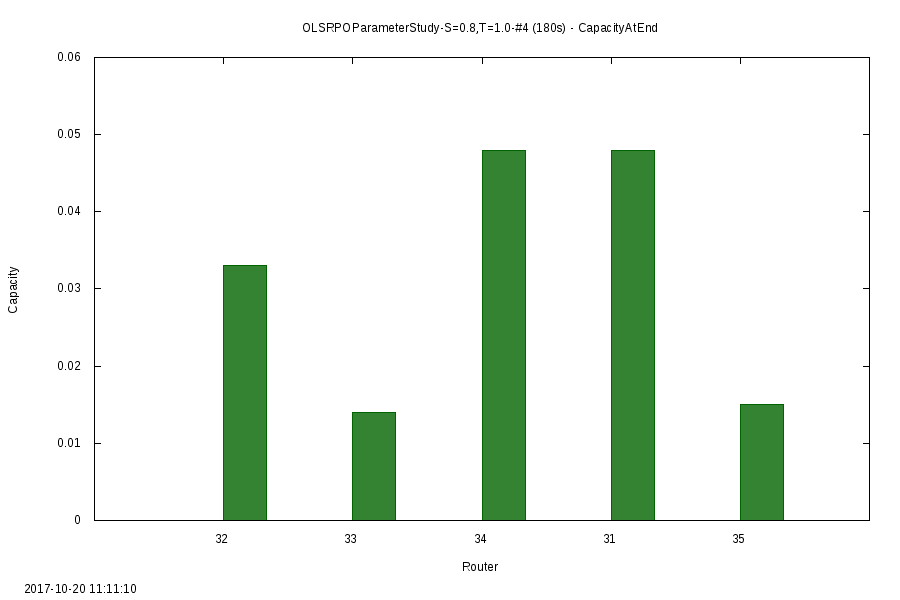 OLSRPOParameterStudy-S=0.8,T=1.0-#4 (180s) - CapacityAtEnd
0.06
0.05
0.04
0.03
0.02
0.01
0
Capacity
32 33 34 31 35
Router
2017-10-20 11:11:10